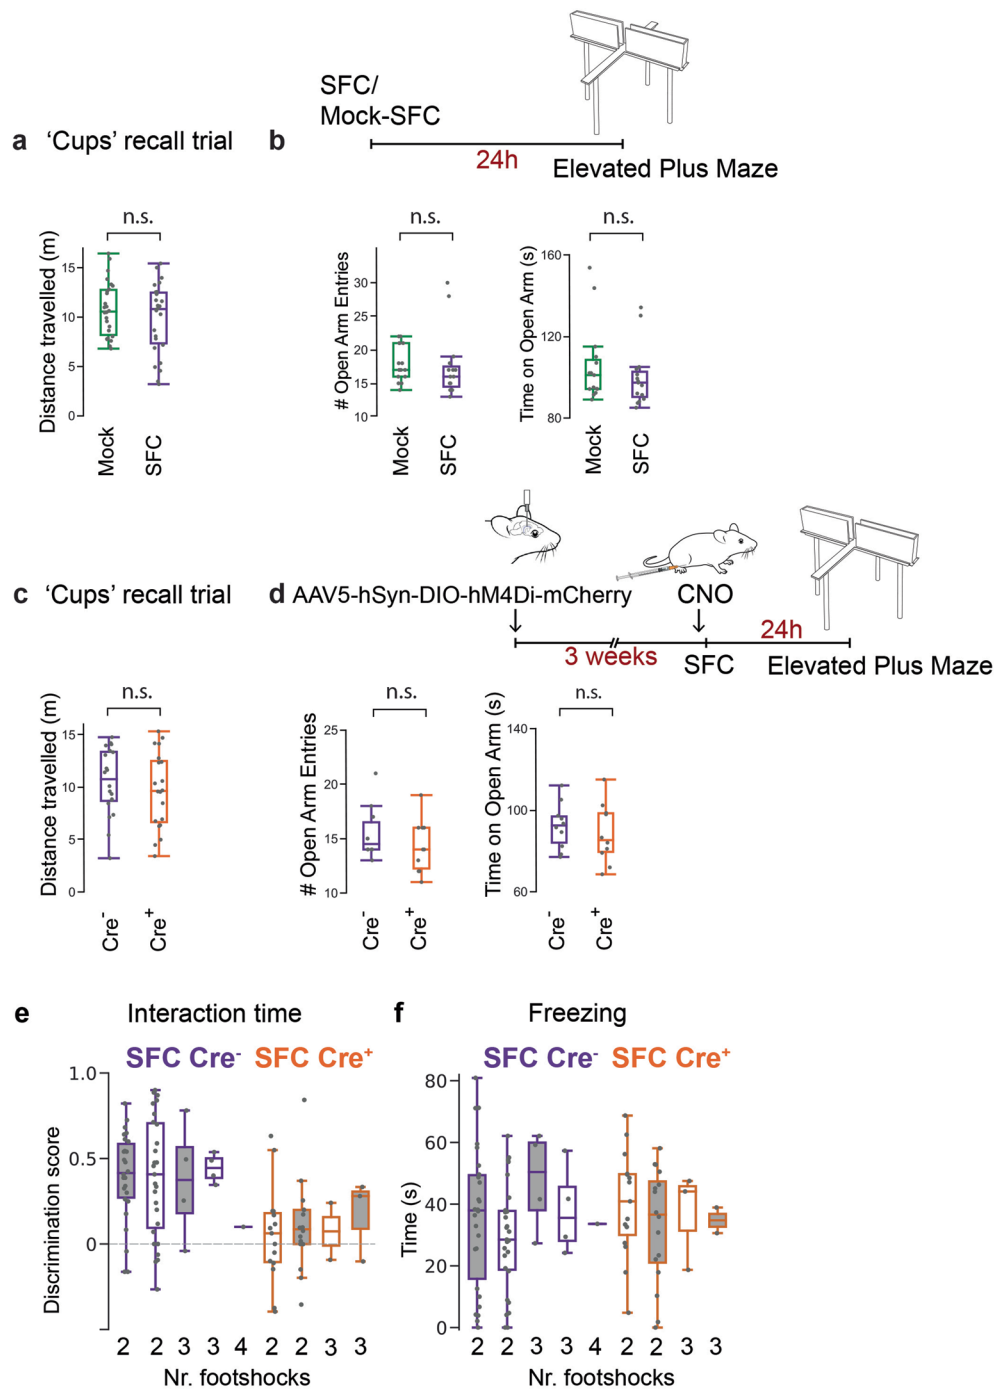 SFC/
Mock-SFC
24h
Elevated Plus Maze
a 'Cups' recall trial
b
n.s.
Distance travelled (m)
15
10
5
0
Mock
SFC
n.s.
# Open Arm Entries
30
25
20
15
10
Mock
SFC
n.s.
Time on Open Arm (s)
160
120
80
Mock
SFC
c 'Cups' recall trial
d AAV5-hSyn-DIO-hM4Di-mCherry
CNO
3 weeks
SFC
24h
Elevated Plus Maze
n.s.
Distance travelled (m)
15
10
5
0
Cre-
Cre+
n.s.
# Open Arm Entries
25
20
15
10
Cre-
Cre+
n.s.
Time on Open Arm (s)
140
100
60
Cre-
Cre+
e Interaction time
SFC Cre- SFC Cre+
Discrimination score
1.0
0.5
0
2 2 3 3 4 2 2 3 3
Nr. footshocks
f Freezing
SFC Cre- SFC Cre+
Time (s)
80
60
40
20
0
2 2 3 3 4 2 2 3 3
Nr. footshocks